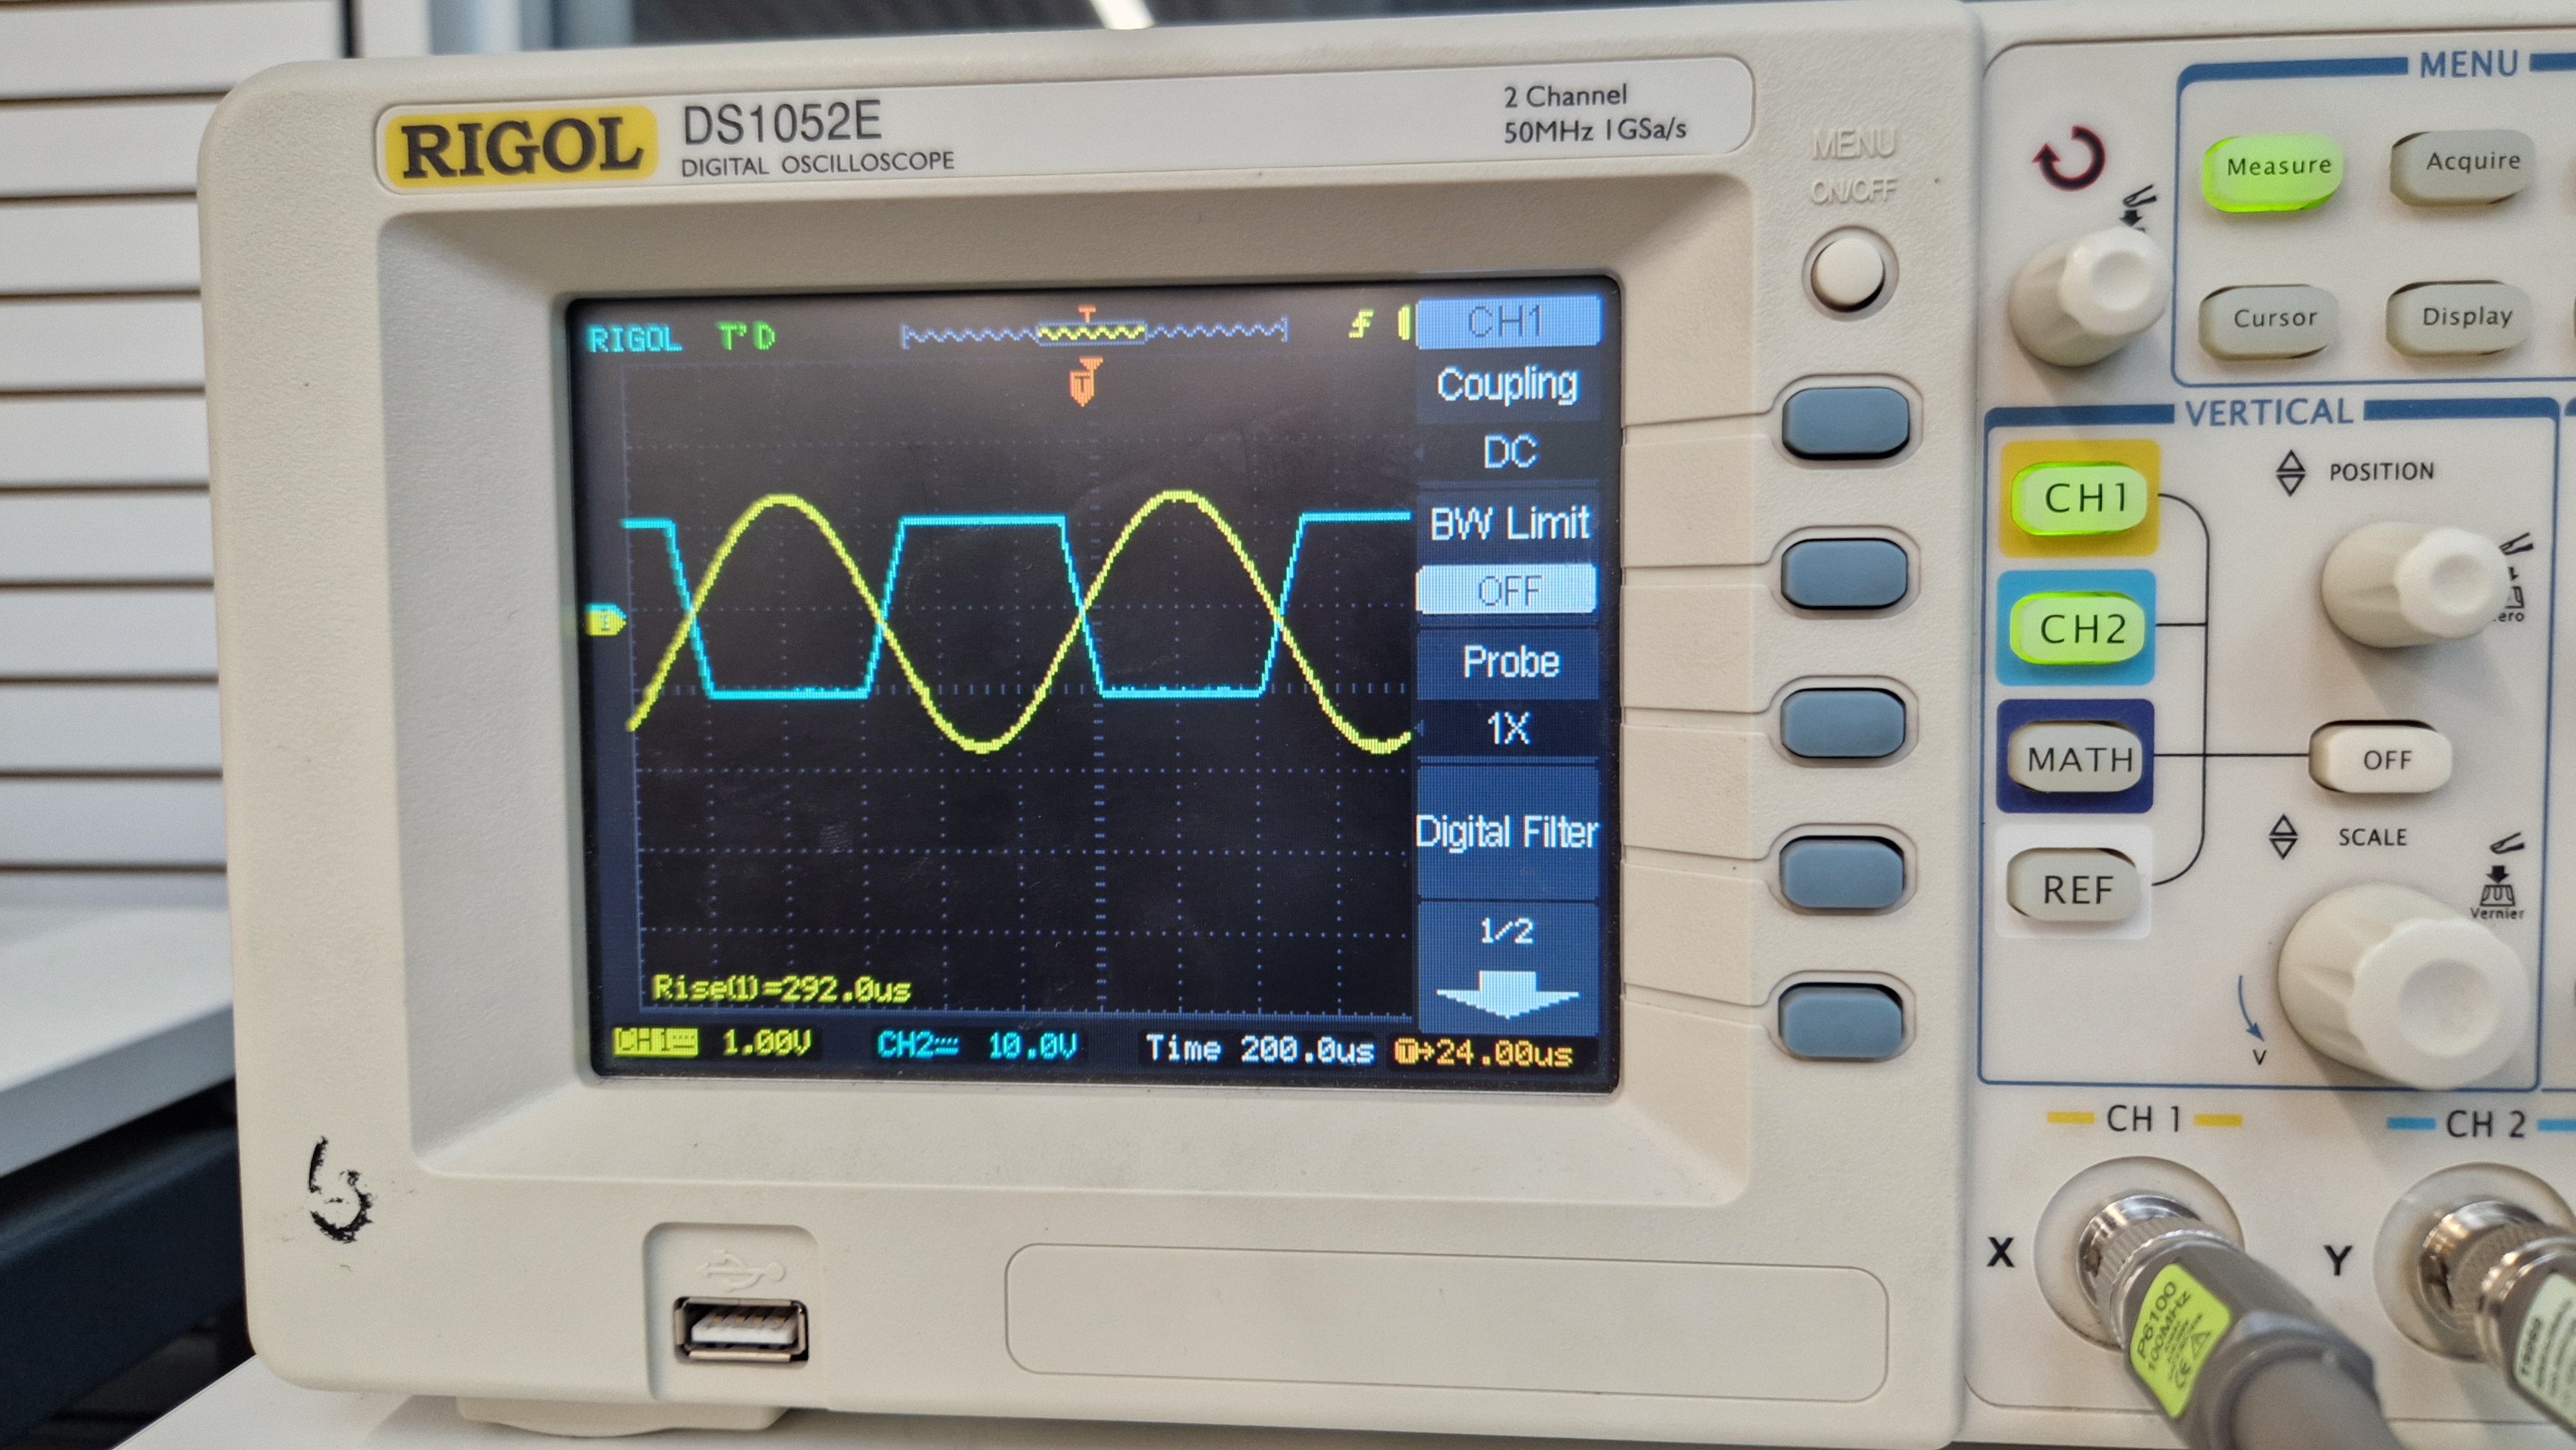 RIGOL DS1052E
DIGITAL OSCILLOSCOPE
2 Channel
50MHz 1GSa/s
MENU
ON/OFF
RIGOL T'D
T
T
CH1
Coupling
DC
BW Limit
OFF
Probe
1X
Digital Filter
1/2
Rise(1)=292.0us
CH1 1.00V CH2 10.0V Time 200.0us T→24.00us
MENU
Measure Acquire
Cursor Display
VERTICAL
CH1
POSITION
CH2
MATH OFF
SCALE
REF
Vernier
V
CH 1 CH 2
X Y
P6100
100MHz
6